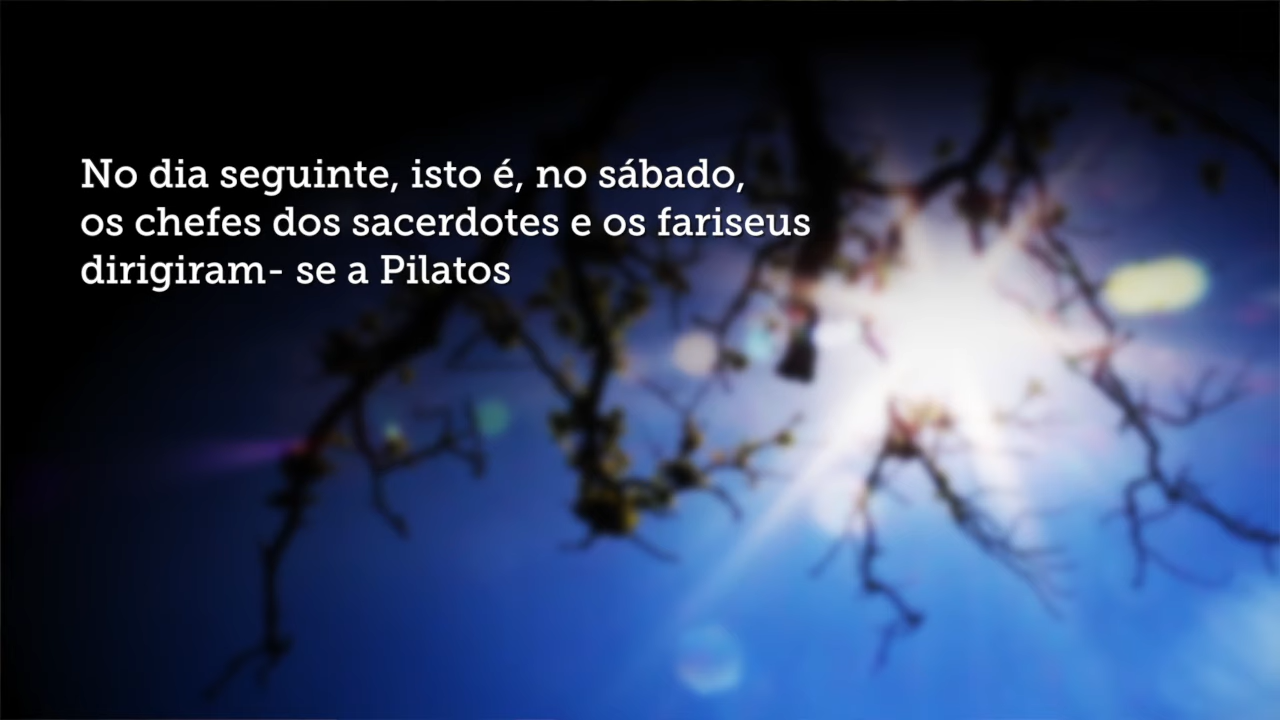 No dia seguinte, isto é, no sábado,
os chefes dos sacerdotes e os fariseus
dirigiram- se a Pilatos